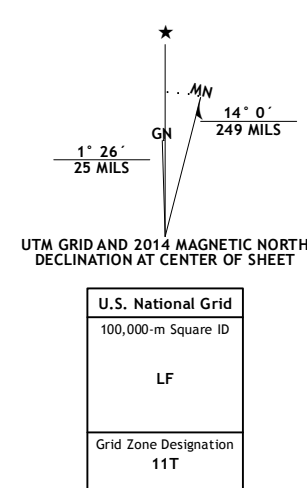 MN
GN
14° 0´
249 MILS
1° 26´
25 MILS
UTM GRID AND 2014 MAGNETIC NORTH
DECLINATION AT CENTER OF SHEET
U.S. National Grid
100,000-m Square ID
LF
Grid Zone Designation
11T